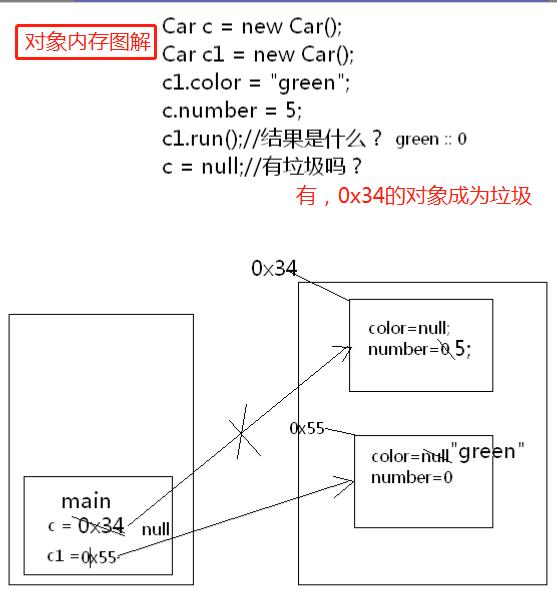 对象内存图解
Car c = new Car();
Car c1 = new Car();
c1.color = "green";
c.number = 5;
c1.run();//结果是什么？ green :: 0
c = null;//有垃圾吗？
有，0x34的对象成为垃圾
0x34
color=null;
number=0 5;
0x55
color=null "green"
number=0
main
c = 0x34 null
c1 =0x55